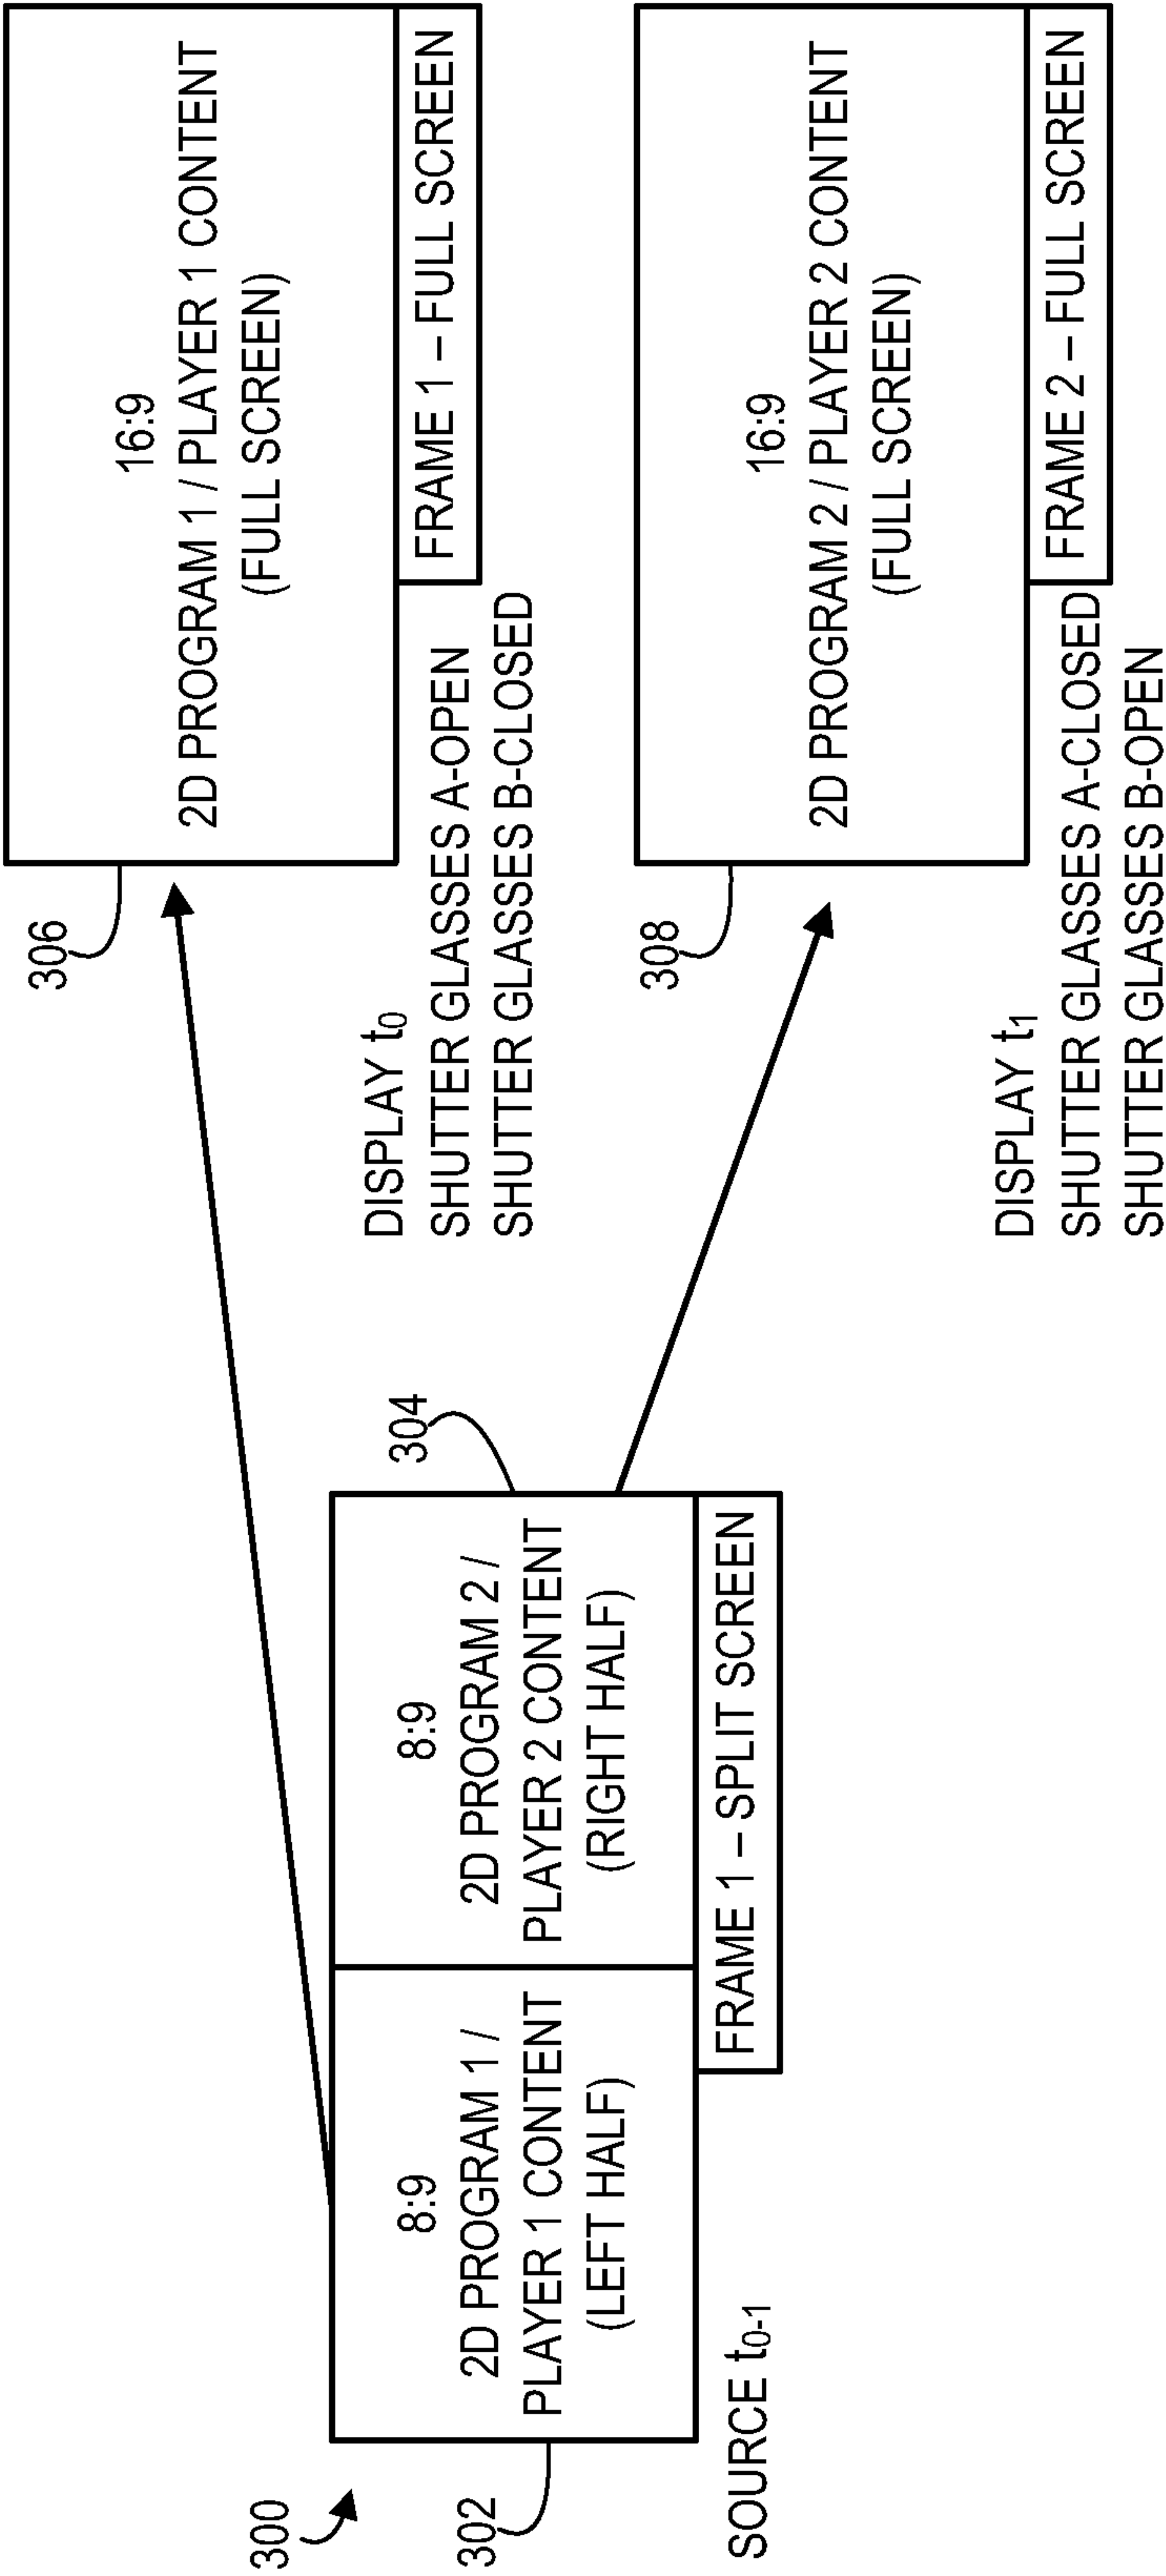 300
302
8:9
2D PROGRAM 1 /
PLAYER 1 CONTENT
(LEFT HALF)
304
8:9
2D PROGRAM 2 /
PLAYER 2 CONTENT
(RIGHT HALF)
FRAME 1 – SPLIT SCREEN
SOURCE t0-1
306
16:9
2D PROGRAM 1 / PLAYER 1 CONTENT
(FULL SCREEN)
FRAME 1 – FULL SCREEN
DISPLAY t0
SHUTTER GLASSES A-OPEN
SHUTTER GLASSES B-CLOSED
308
16:9
2D PROGRAM 2 / PLAYER 2 CONTENT
(FULL SCREEN)
FRAME 2 – FULL SCREEN
DISPLAY t1
SHUTTER GLASSES A-CLOSED
SHUTTER GLASSES B-OPEN